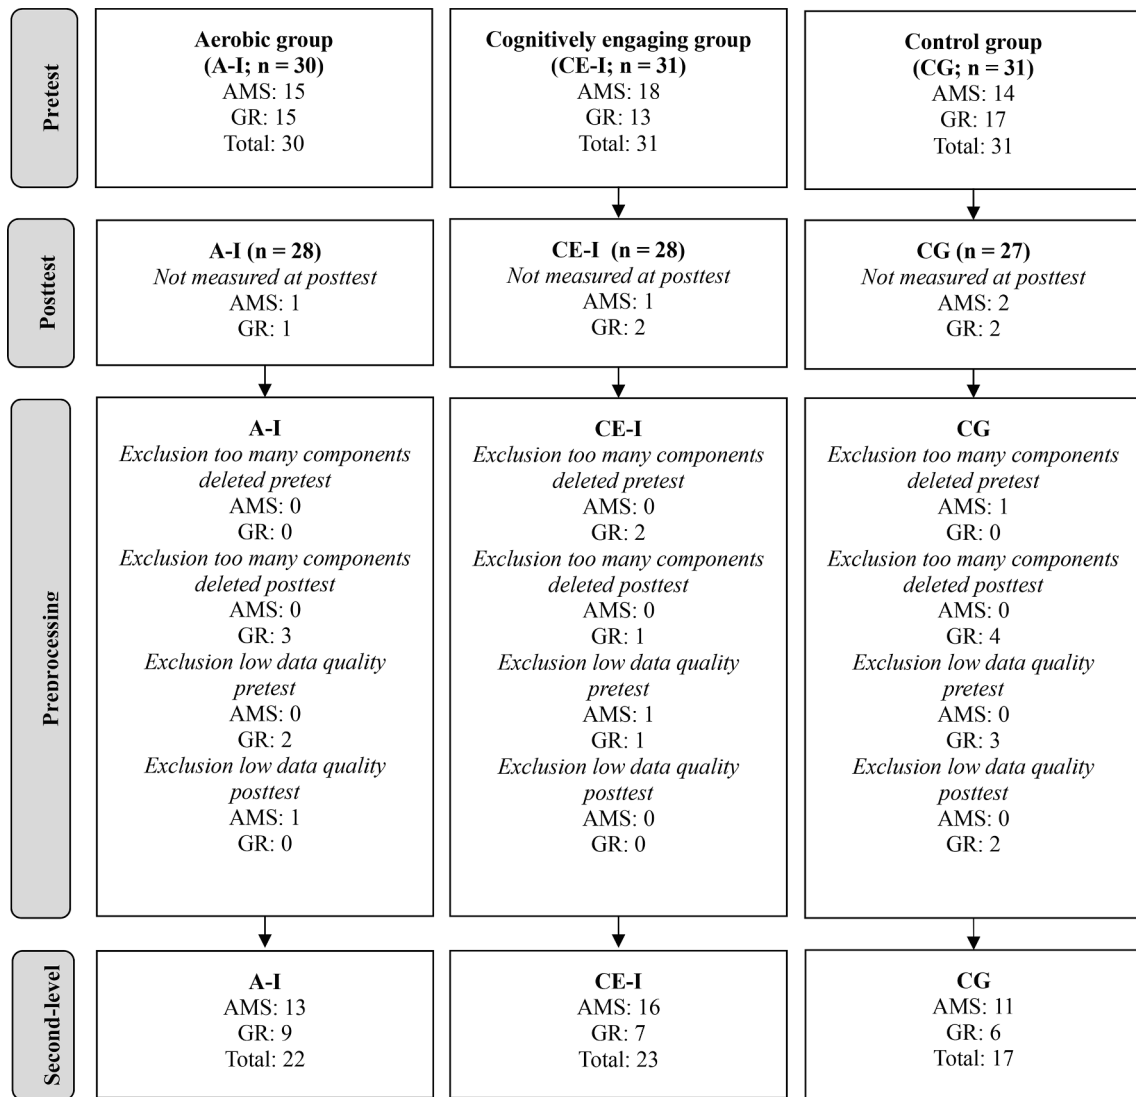 Pretest
Aerobic group
(A-I; n = 30)
AMS: 15
GR: 15
Total: 30
Cognitively engaging group
(CE-I; n = 31)
AMS: 18
GR: 13
Total: 31
Control group
(CG; n = 31)
AMS: 14
GR: 17
Total: 31
Posttest
A-I (n = 28)
Not measured at posttest
AMS: 1
GR: 1
CE-I (n = 28)
Not measured at posttest
AMS: 1
GR: 2
CG (n = 27)
Not measured at posttest
AMS: 2
GR: 2
Preprocessing
A-I
Exclusion too many components
deleted pretest
AMS: 0
GR: 0
Exclusion too many components
deleted posttest
AMS: 0
GR: 3
Exclusion low data quality
pretest
AMS: 0
GR: 2
Exclusion low data quality
posttest
AMS: 1
GR: 0
CE-I
Exclusion too many components
deleted pretest
AMS: 0
GR: 2
Exclusion too many components
deleted posttest
AMS: 0
GR: 1
Exclusion low data quality
pretest
AMS: 1
GR: 1
Exclusion low data quality
posttest
AMS: 0
GR: 0
CG
Exclusion too many components
deleted pretest
AMS: 1
GR: 0
Exclusion too many components
deleted posttest
AMS: 0
GR: 4
Exclusion low data quality
pretest
AMS: 0
GR: 3
Exclusion low data quality
posttest
AMS: 0
GR: 2
Second-level
A-I
AMS: 13
GR: 9
Total: 22
CE-I
AMS: 16
GR: 7
Total: 23
CG
AMS: 11
GR: 6
Total: 17